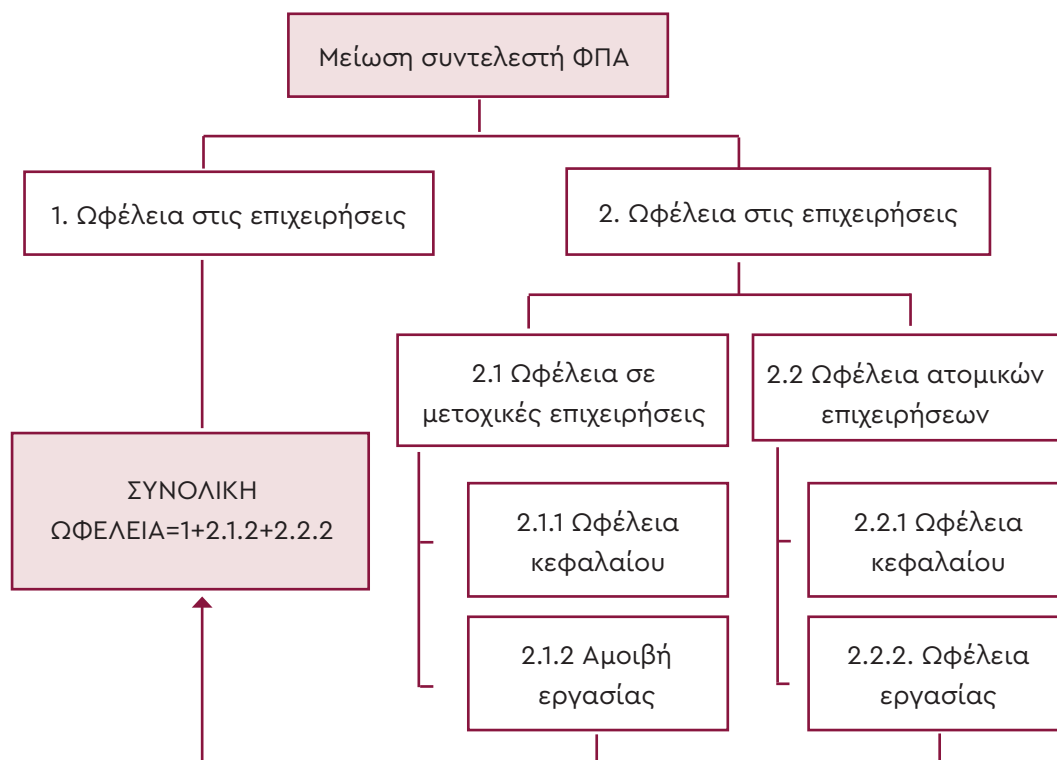 Μείωση συντελεστή ΦΠΑ
1. Ωφέλεια στις επιχειρήσεις
2. Ωφέλεια στις επιχειρήσεις
2.1 Ωφέλεια σε
μετοχικές επιχειρήσεις
2.2 Ωφέλεια ατομικών
επιχειρήσεων
ΣΥΝΟΛΙΚΗ
ΩΦΕΛΕΙΑ=1+2.1.2+2.2.2
2.1.1 Ωφέλεια
κεφαλαίου
2.2.1 Ωφέλεια
κεφαλαίου
2.1.2 Αμοιβή
εργασίας
2.2.2. Ωφέλεια
εργασίας